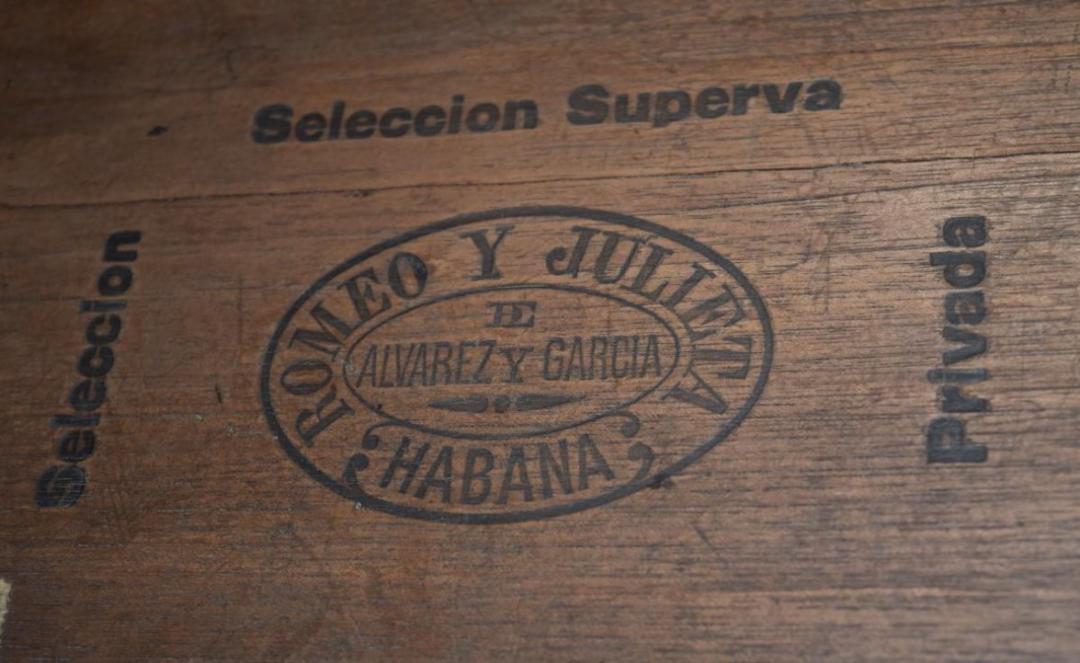 Seleccion Superva
Seleccion
ROMEO Y JULIETA
DE
ALVAREZ Y GARCIA
HABANA
Privada